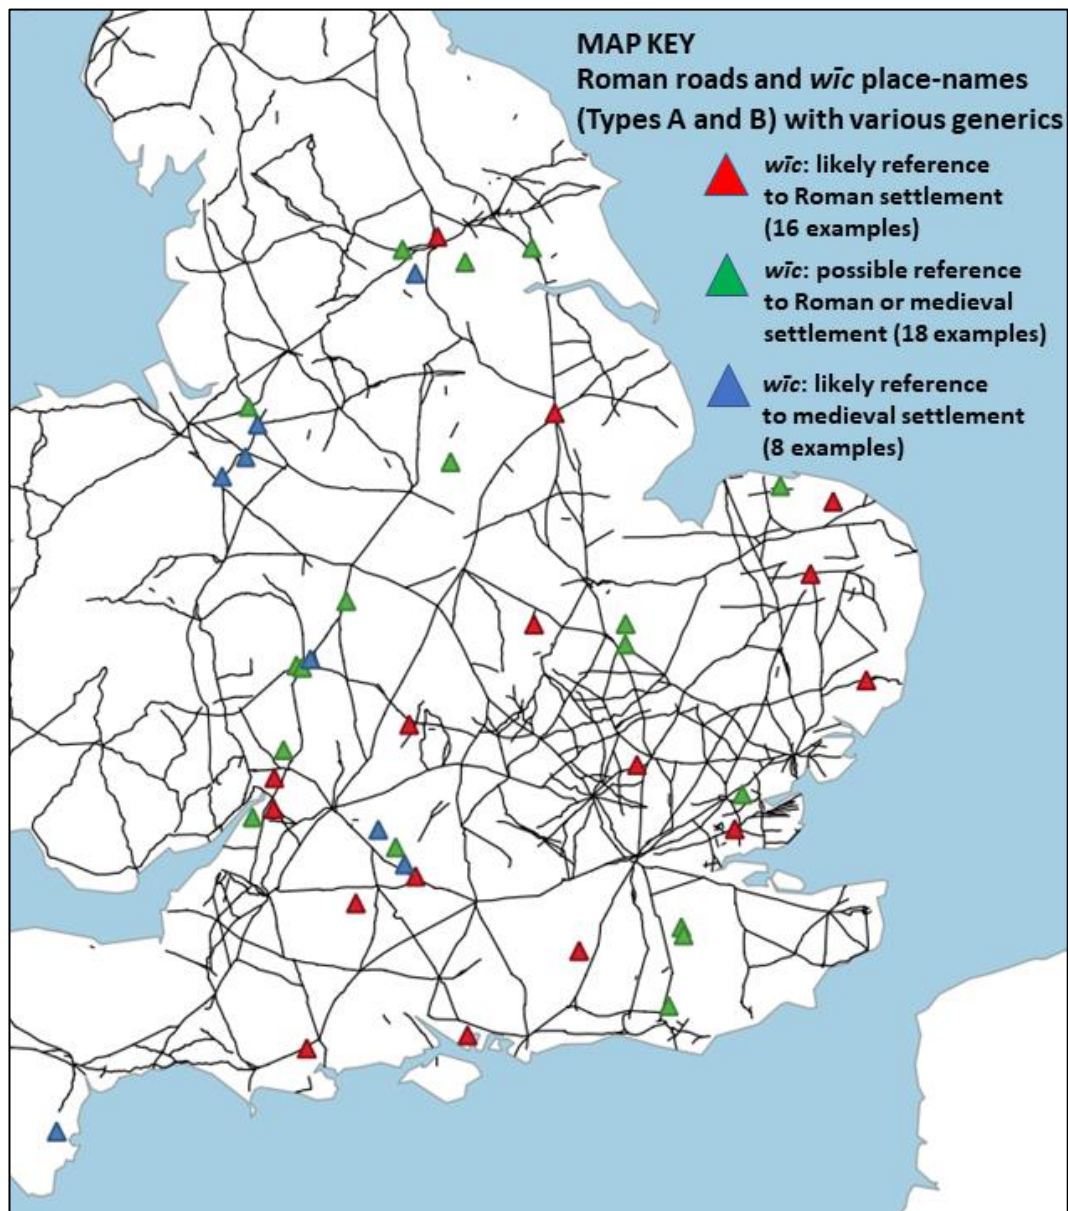 MAP KEY
Roman roads and wīc place-names
(Types A and B) with various generics
wīc: likely reference
to Roman settlement
(16 examples)
wīc: possible reference
to Roman or medieval
settlement (18 examples)
wīc: likely reference
to medieval settlement
(8 examples)